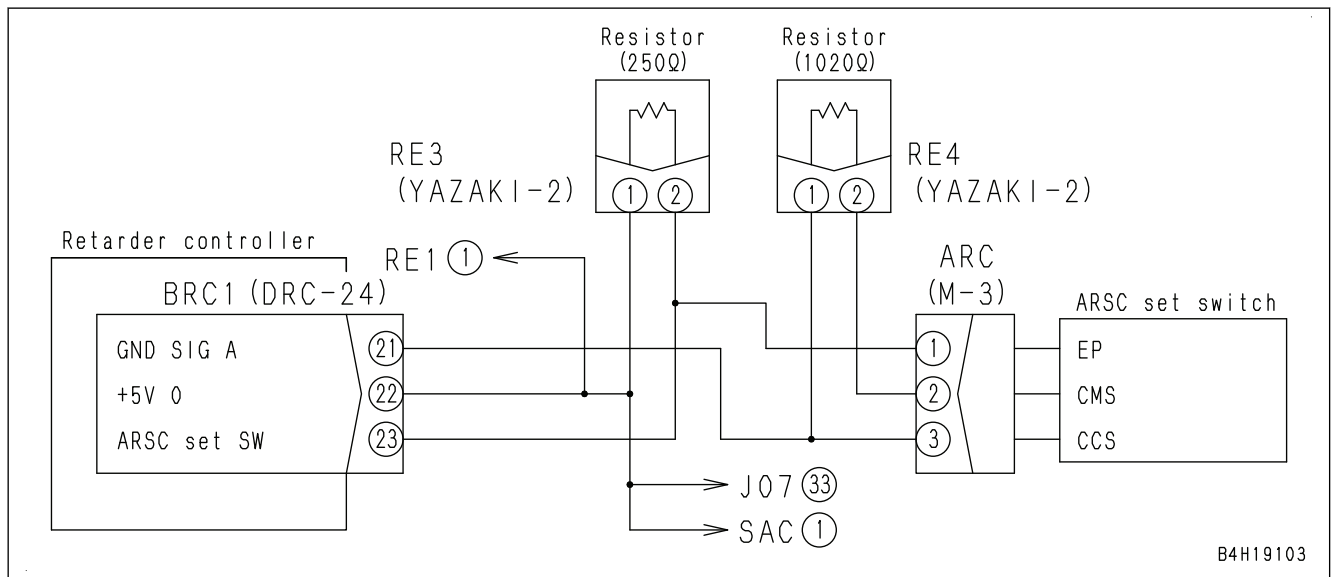 Resistor
(250Ω)
Resistor
(1020Ω)
RE3
(YAZAKI-2)
1
2
1
2
RE4
(YAZAKI-2)
Retarder controller
RE1 1
ARC
(M-3)
BRC1 (DRC-24)
ARSC set switch
GND SIG A
21
1
EP
+5V O
22
2
CMS
ARSC set SW
23
3
CCS
J07 33
SAC 1
B4H19103